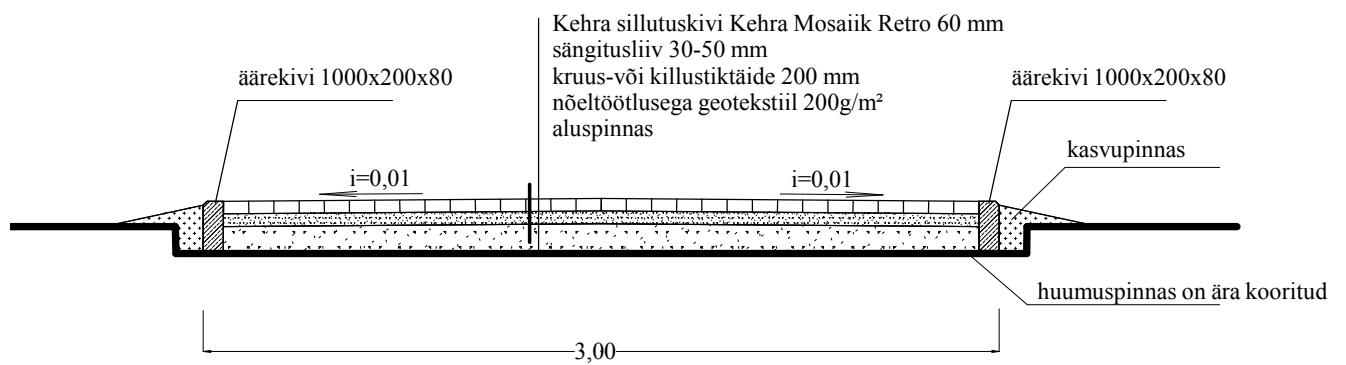 Kehra sillutuskivi Kehra Mosaiik Retro 60 mm
sängitusliiv 30-50 mm
kruus-või killustiktäide 200 mm
nõeltöötlusega geotekstiil 200g/m²
aluspinnas
äärekivi 1000x200x80
äärekivi 1000x200x80
kasvupinnas
i=0,01
i=0,01
huumuspinnas on ära kooritud
3,00